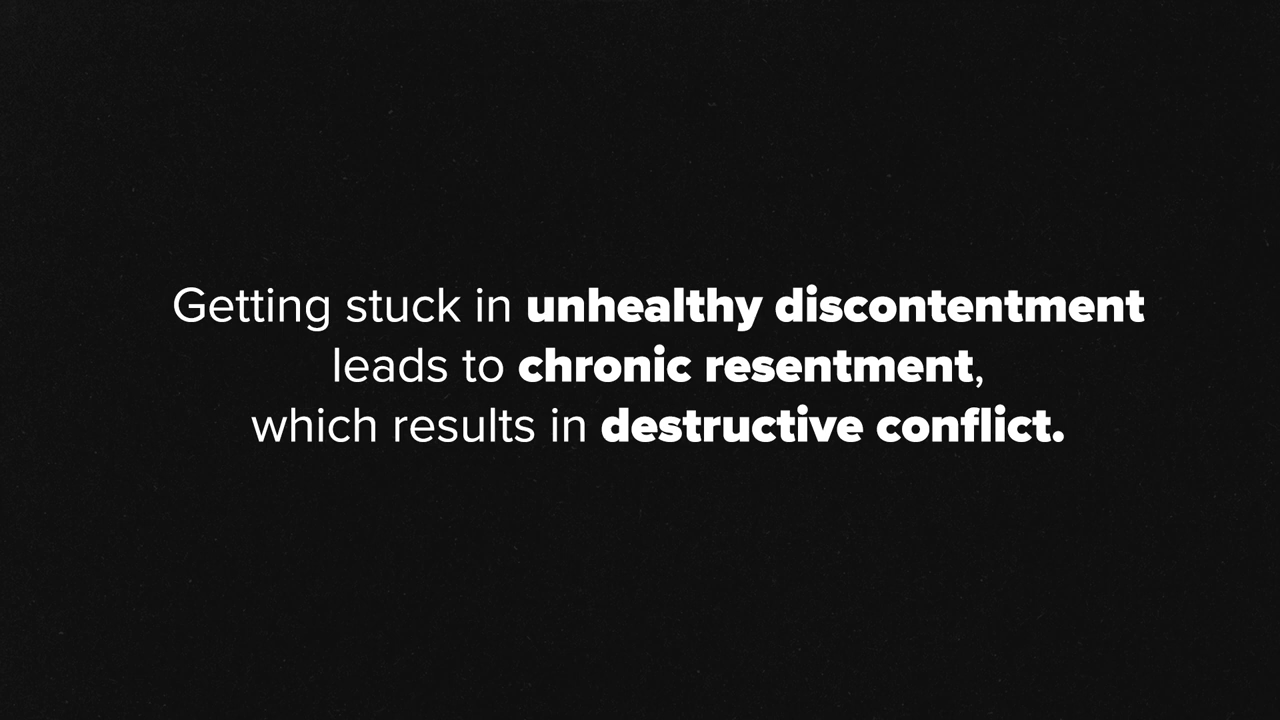 Getting stuck in unhealthy discontentment
leads to chronic resentment,
which results in destructive conflict.